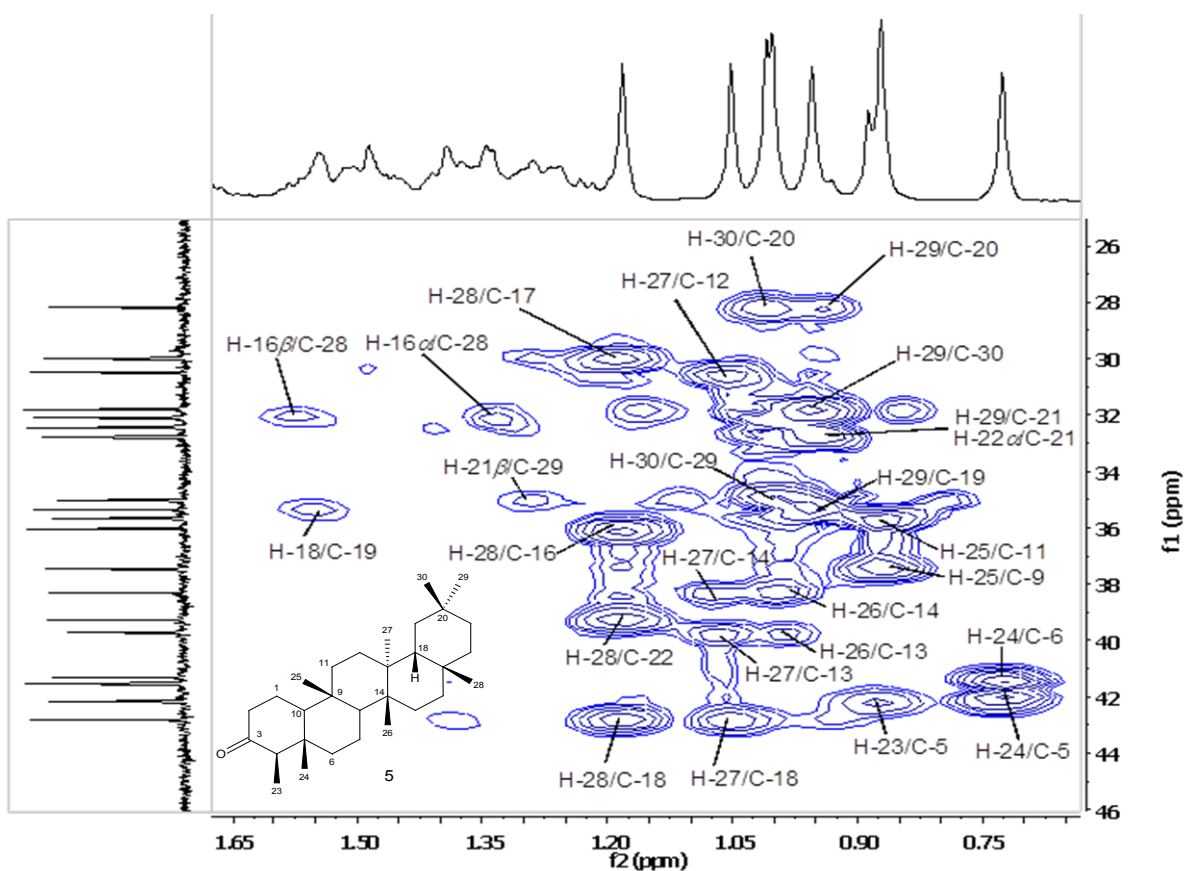 H-30/C-20
H-29/C-20
H-27/C-12
H-28/C-17
H-16β/C-28
H-16α/C-28
H-29/C-30
H-29/C-21
H-22α/C-21
H-30/C-29
H-21β/C-29
H-29/C-19
H-18/C-19
H-28/C-16
H-27/C-14
H-25/C-11
H-25/C-9
H-26/C-14
H-28/C-22
H-27/C-13
H-26/C-13
H-24/C-6
H-23/C-5
H-24/C-5
H-28/C-18
H-27/C-18
30
29
20
27
18
H
28
11
25
1
9
14
10
26
3
O
6
24
23
5
26
28
30
32
34
36
38
40
42
44
46
f1 (ppm)
1.65 1.50 1.35 1.20 1.05 0.90 0.75
f2 (ppm)